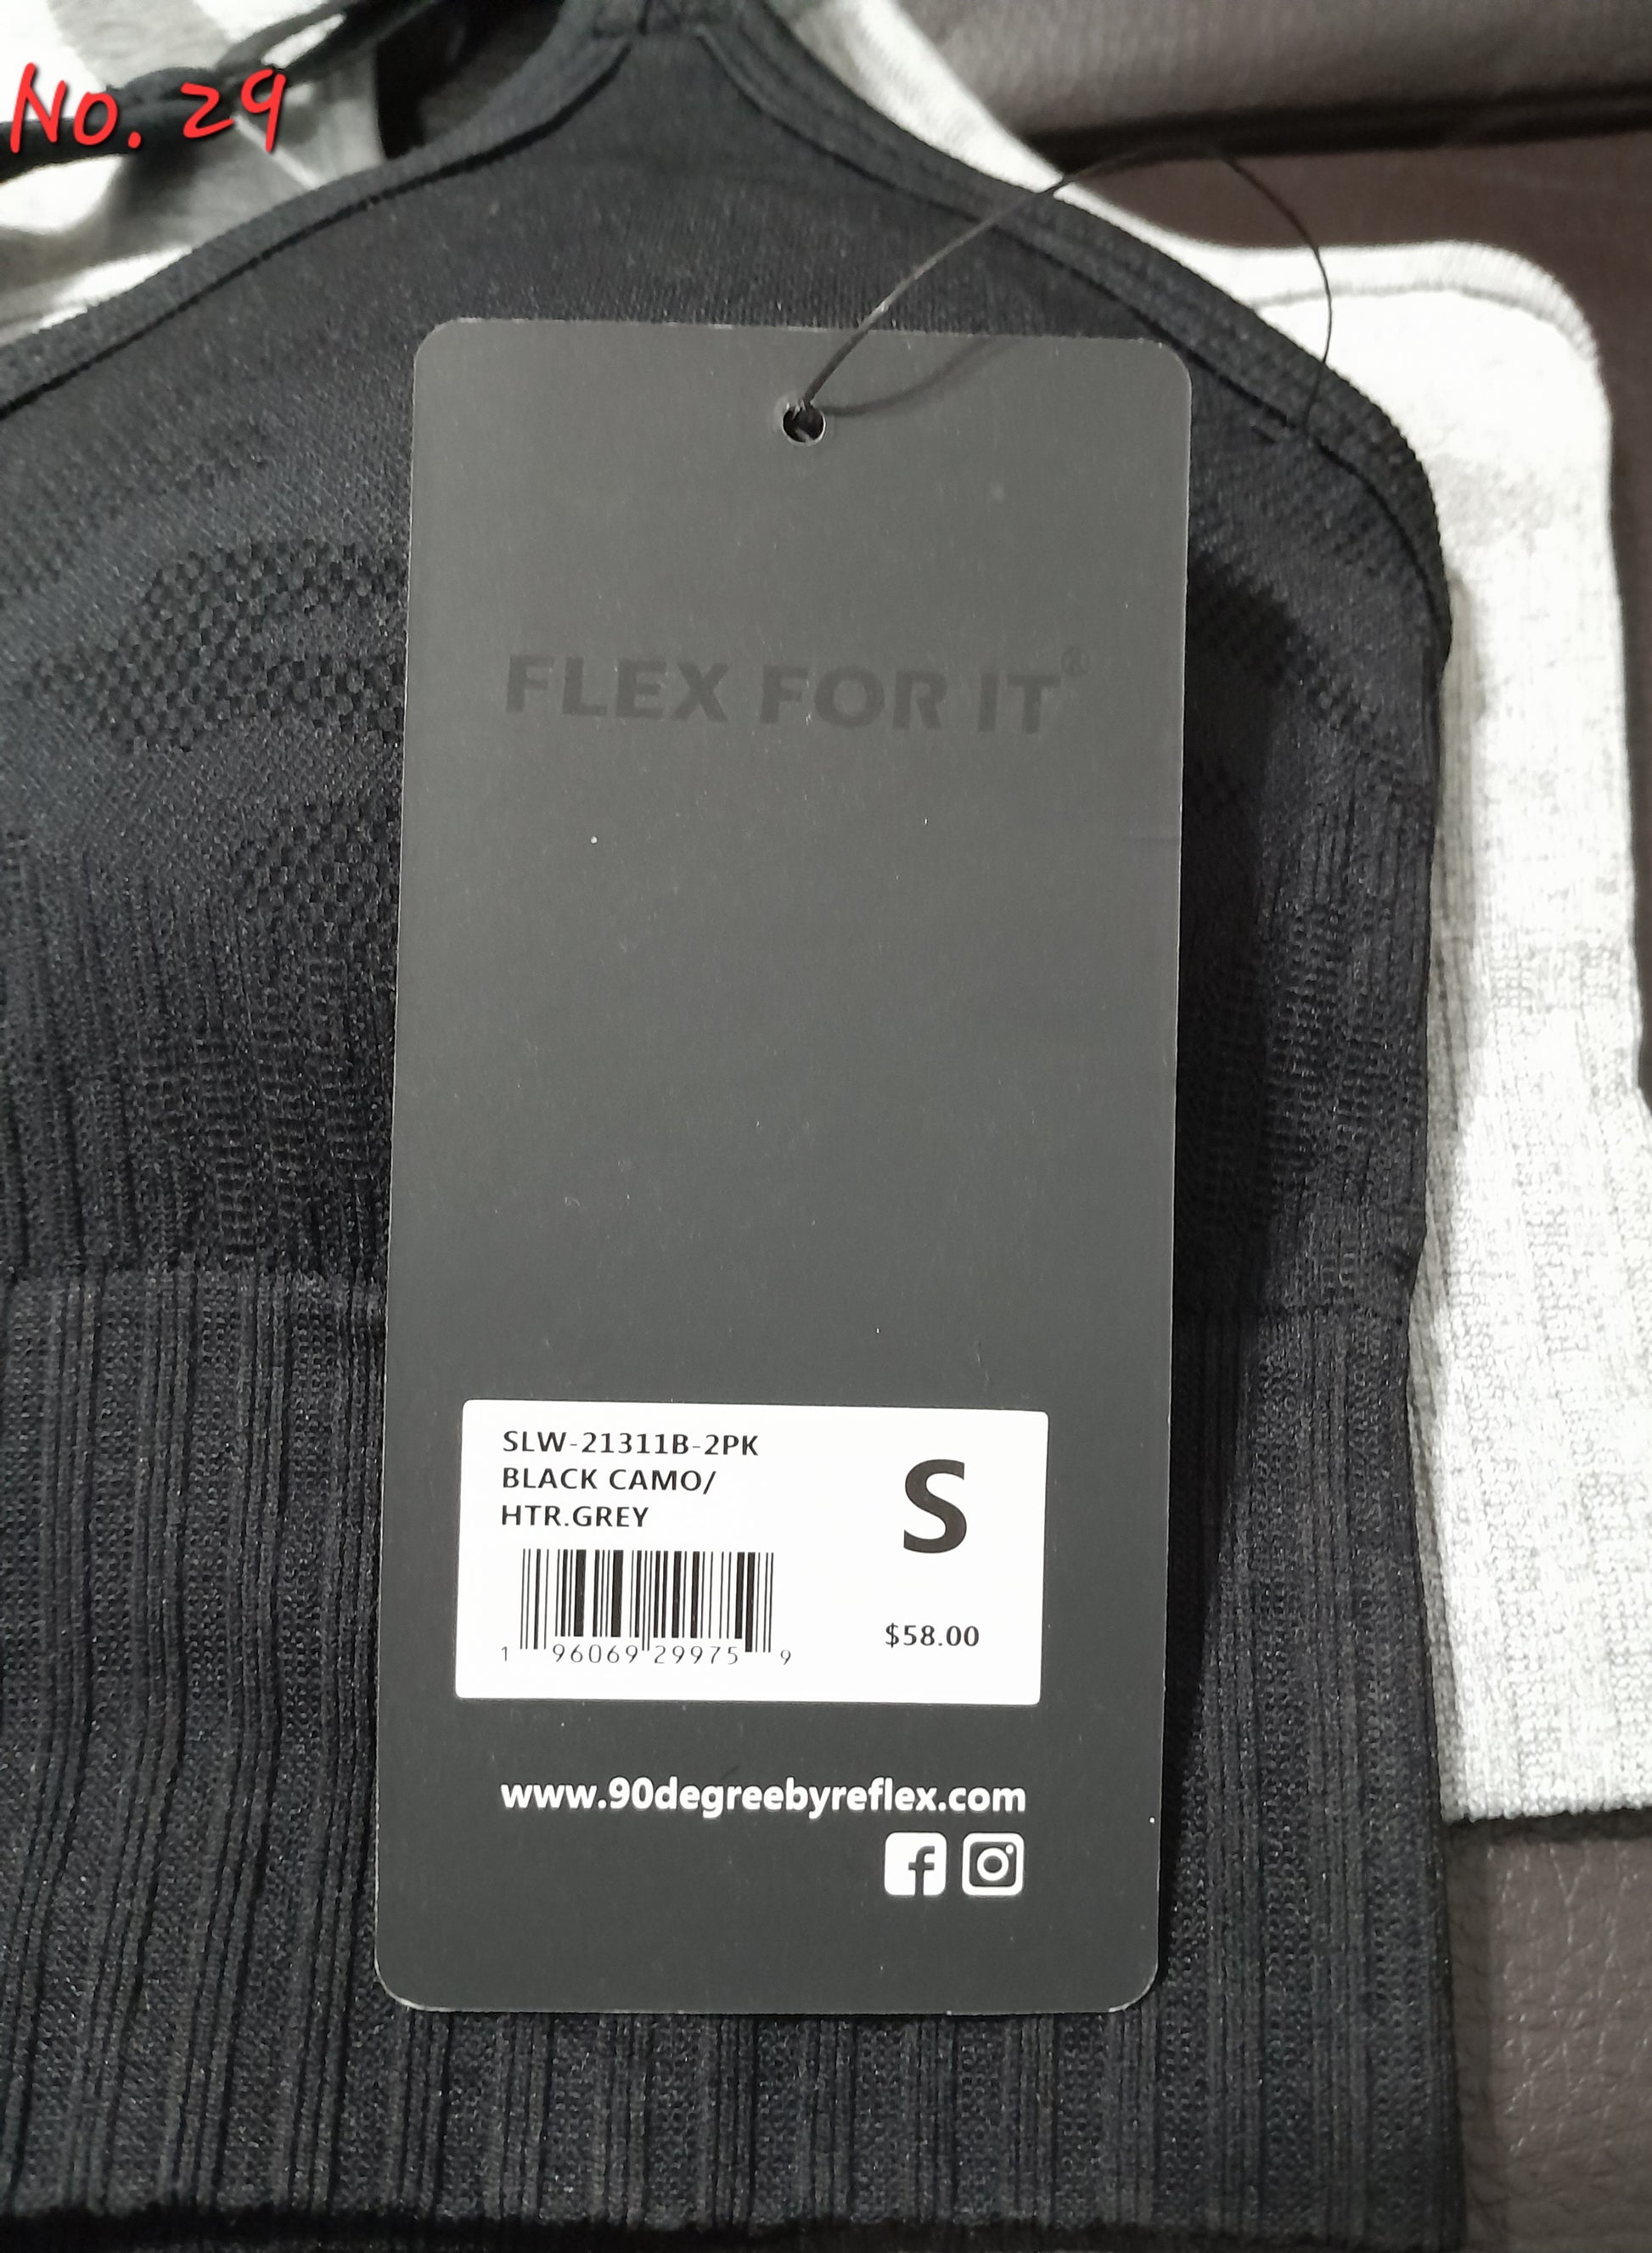 No. 29
FLEX FOR IT®
SLW-21311B-2PK
BLACK CAMO/
HTR.GREY
S
1 96069 29975 9
$58.00
www.90degreebyreflex.com